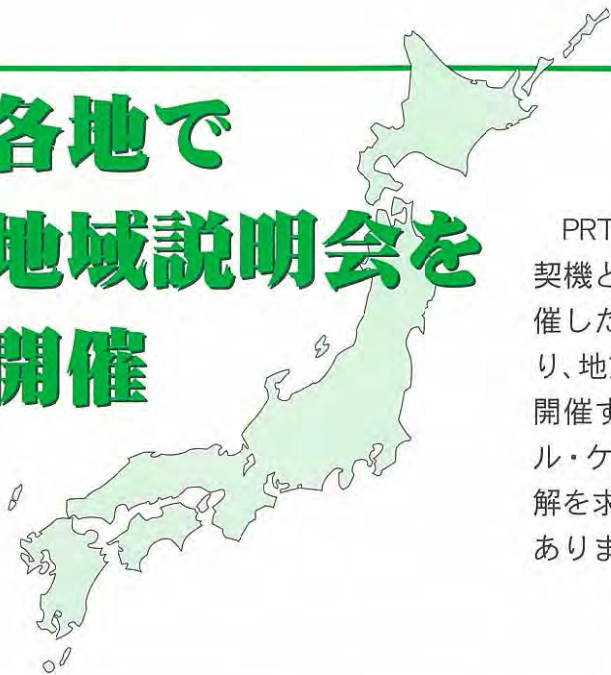 各地で
地域説明会を
開催
PRT
契機と
催した
り、地
開催す
ル・ケ
解を求
ありま